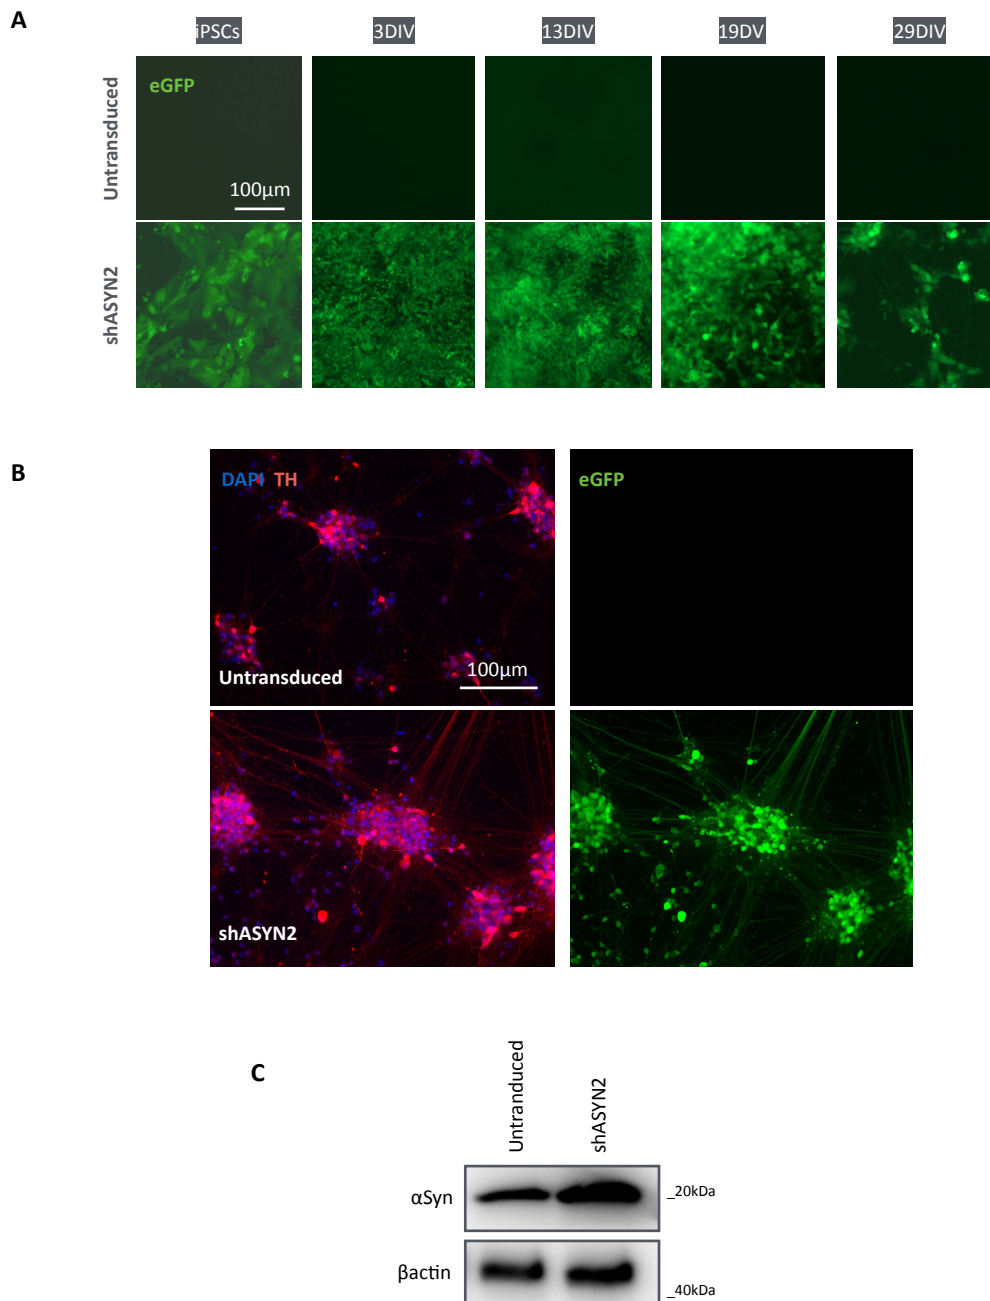 A
iPSCs 3DIV 13DIV 19DV 29DIV
Untransduced
eGFP
100μm
shASYN2
B
DAPI TH
eGFP
Untransduced
100μm
shASYN2
C
Untranduced
shASYN2
αSyn
_20kDa
βactin
_40kDa